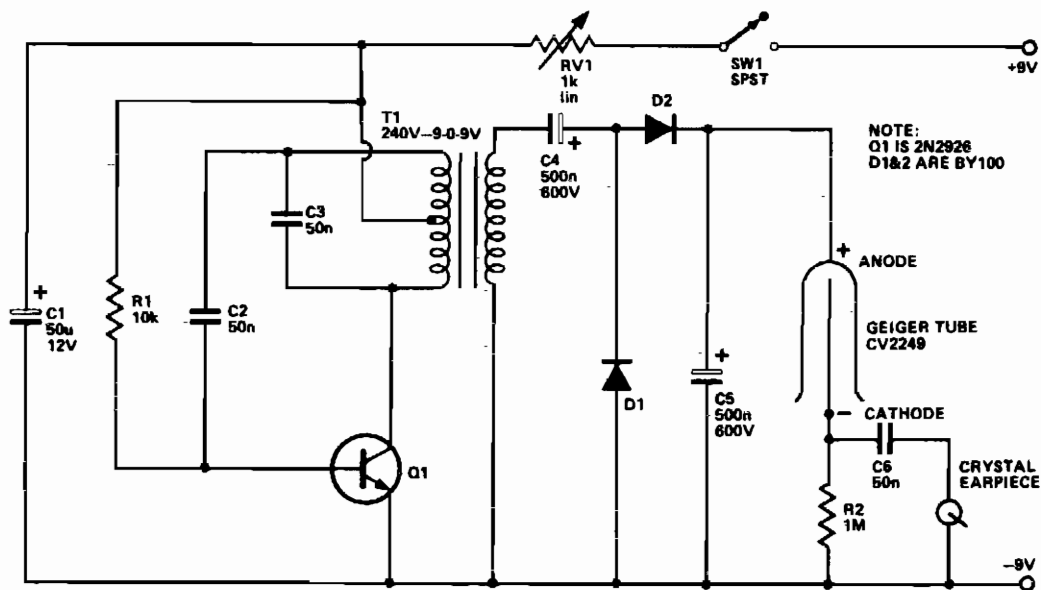 RV1
1k
lin
SW1
SPST
+9V
T1
240V--9-0-9V
D2
NOTE:
Q1 IS 2N2926
D1&2 ARE BY100
+
C4
500n
600V
C3
50n
+
ANODE
+
C1
50u
12V
R1
10k
C2
50n
GEIGER TUBE
CV2249
D1
+
C5
500n
600V
– CATHODE
Q1
C6
50n
CRYSTAL
EARPIECE
R2
1M
–9V